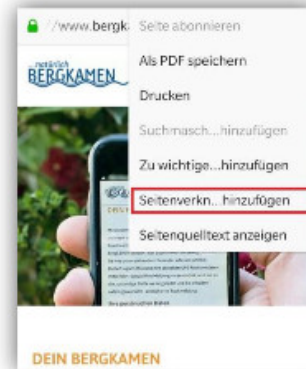 //www.bergk
Seite abonnieren
Als PDF speichern
natürlich
BERGKAMEN
Drucken
Suchmasch...hinzufügen
Zu wichtige...hinzufügen
Seitenverkn...hinzufügen
Seitenquelltext anzeigen
DEIN BERGKAMEN